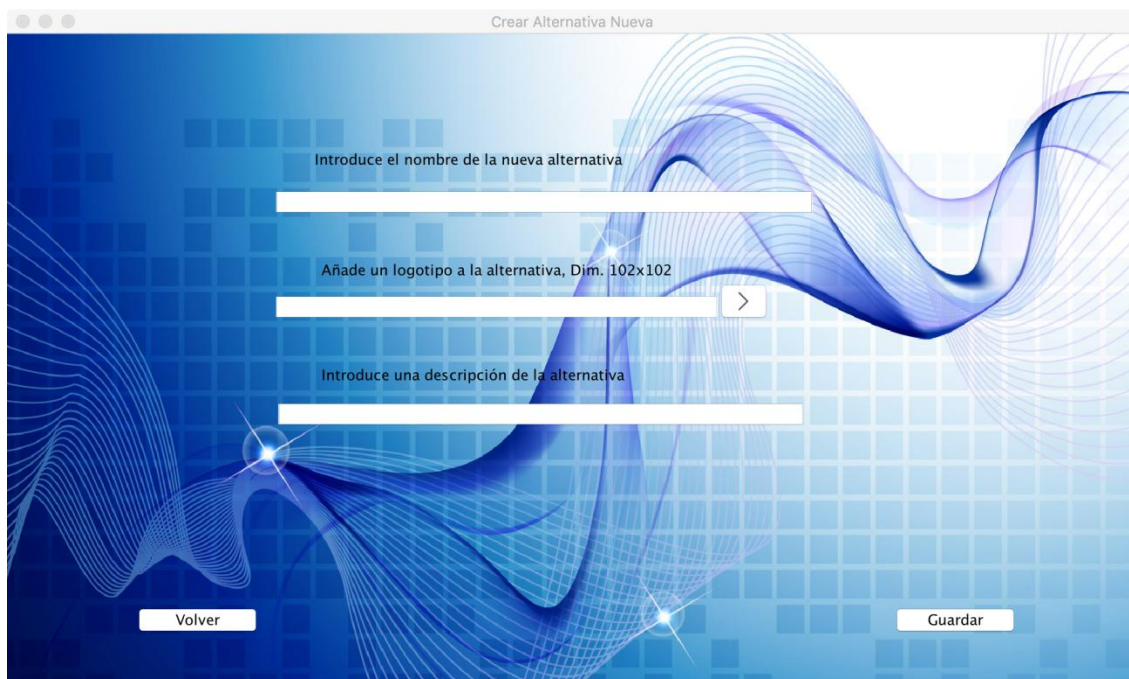 Crear Alternativa Nueva
Introduce el nombre de la nueva alternativa
Añade un logotipo a la alternativa, Dim. 102x102
Introduce una descripción de la alternativa
Volver
Guardar